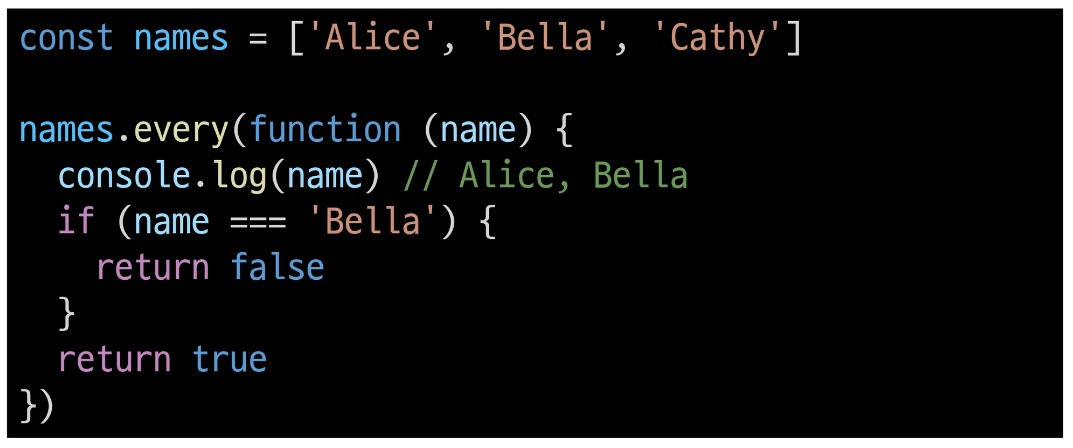 const names = ['Alice', 'Bella', 'Cathy']

names.every(function (name) {
  console.log(name) // Alice, Bella
  if (name === 'Bella') {
    return false
  }
  return true
})